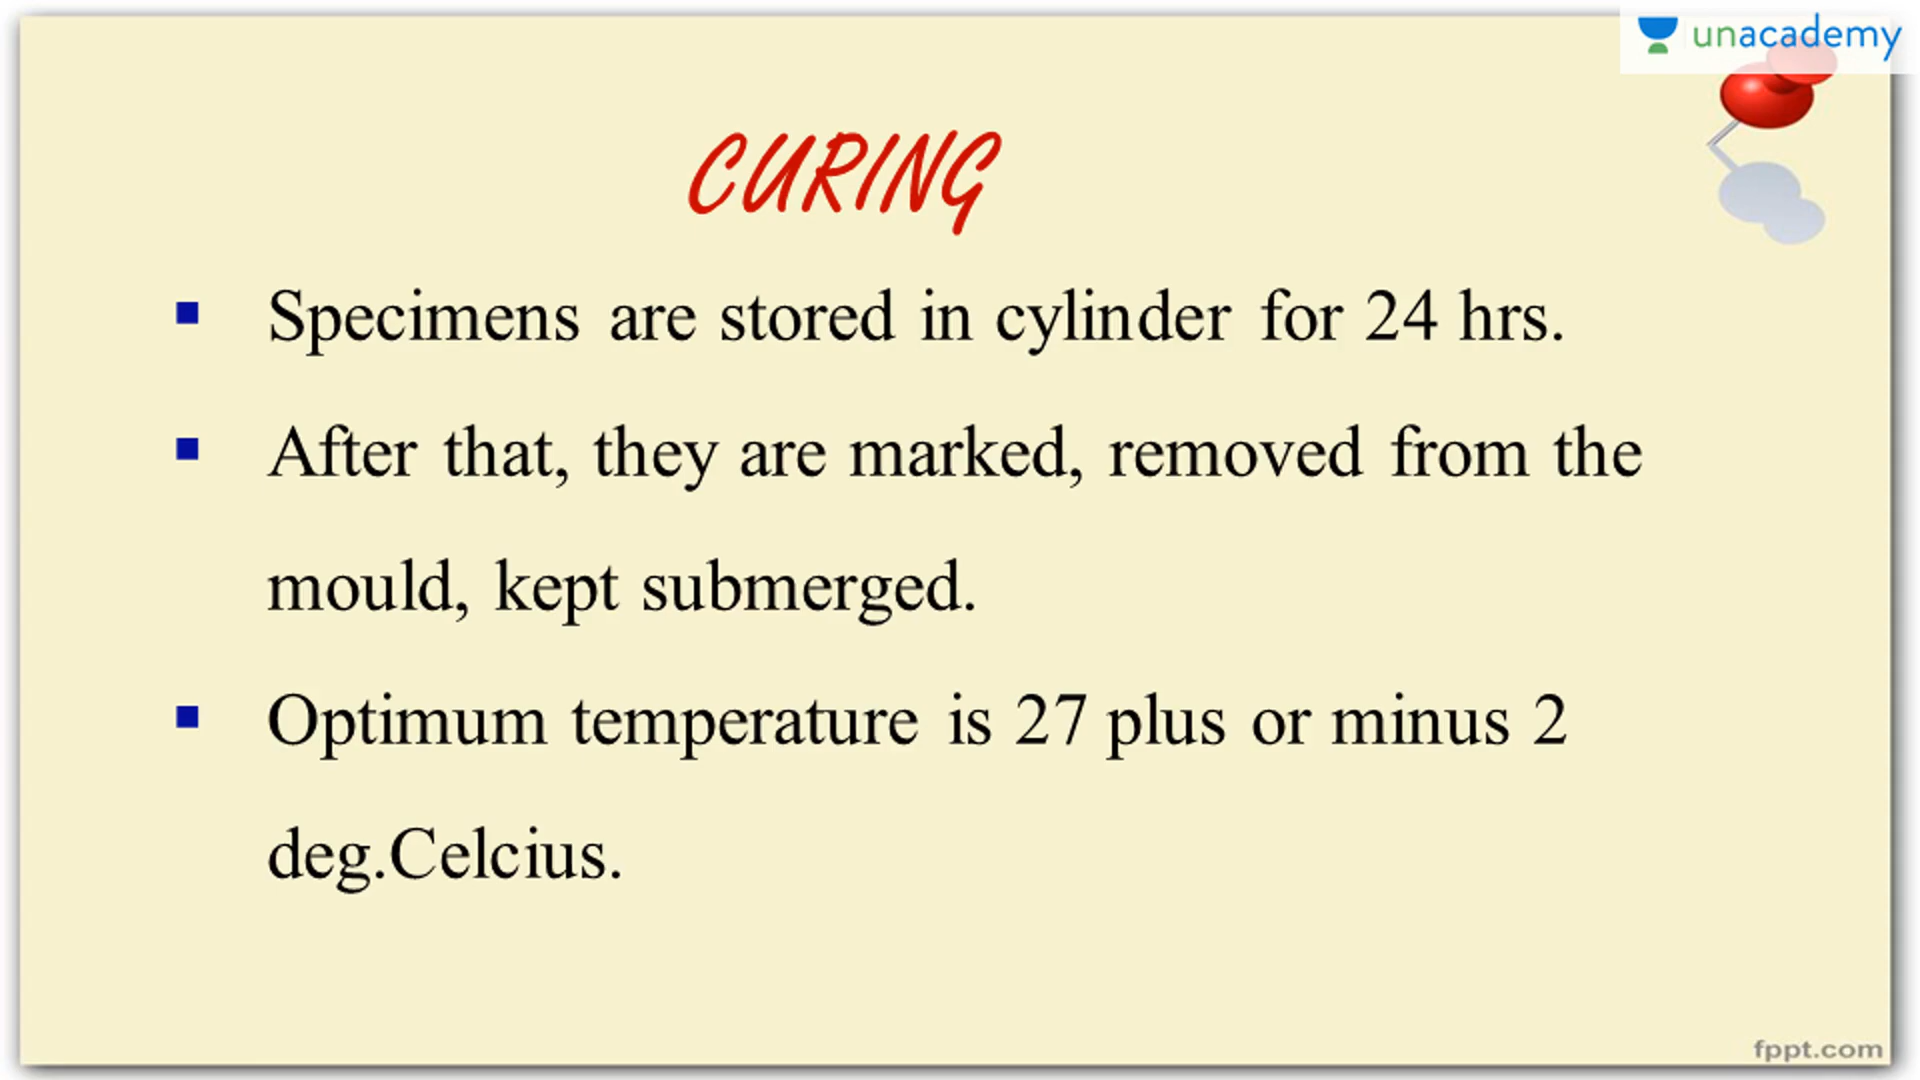 unacademy
CURING
Specimens are stored in cylinder for 24 hrs.
After that, they are marked, removed from the
mould, kept submerged.
Optimum temperature is 27 plus or minus 2
deg.Celcius.
fppt.com